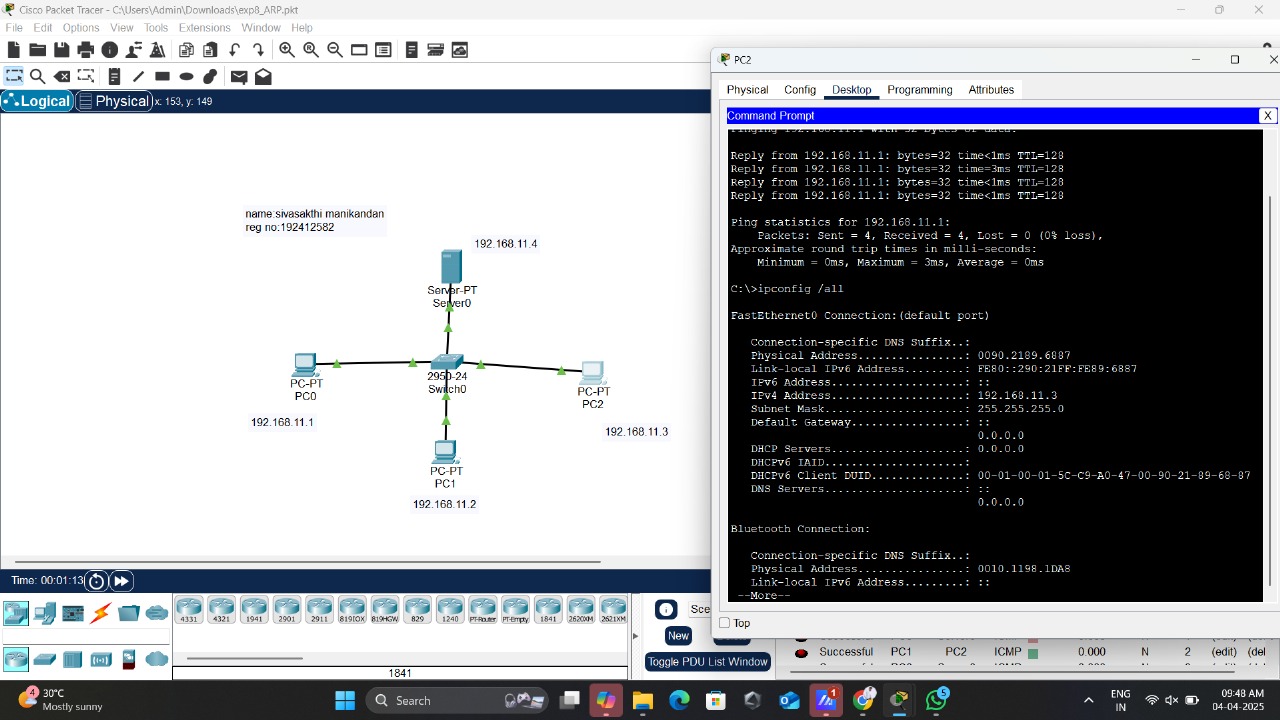 Cisco Packet Tracer - C:\Users\Admin\Downloads\exp8_ARP.pkt
File Edit Options View Tools Extensions Window Help
Logical Physical x: 153, y: 149
name:sivasakthi manikandan
reg no:192412582
192.168.11.4
Server-PT
Server0
2950-24
Switch0
PC-PT
PC0
192.168.11.1
PC-PT
PC2
192.168.11.3
PC-PT
PC1
192.168.11.2
Time: 00:01:13
4331 4321 1941 2901 2911 819IOX 819HGW 829 1240 PT-Router PT-Empty 1841 2620XM 2621XM
1841
Sce
New
Toggle PDU List Window
PC2
Physical Config Desktop Programming Attributes
Command Prompt X
Pinging 192.168.11.1 with 32 bytes of data:
Reply from 192.168.11.1: bytes=32 time<1ms TTL=128
Reply from 192.168.11.1: bytes=32 time=3ms TTL=128
Reply from 192.168.11.1: bytes=32 time<1ms TTL=128
Reply from 192.168.11.1: bytes=32 time<1ms TTL=128
Ping statistics for 192.168.11.1:
Packets: Sent = 4, Received = 4, Lost = 0 (0% loss),
Approximate round trip times in milli-seconds:
Minimum = 0ms, Maximum = 3ms, Average = 0ms
C:\>ipconfig /all
FastEthernet0 Connection:(default port)
Connection-specific DNS Suffix..:
Physical Address................: 0090.2189.6887
Link-local IPv6 Address.........: FE80::290:21FF:FE89:6887
IPv6 Address....................: ::
IPv4 Address....................: 192.168.11.3
Subnet Mask.....................: 255.255.255.0
Default Gateway.................: ::
0.0.0.0
DHCP Servers....................: 0.0.0.0
DHCPv6 IAID.....................:
DHCPv6 Client DUID..............: 00-01-00-01-5C-C9-A0-47-00-90-21-89-68-87
DNS Servers.....................: ::
0.0.0.0
Bluetooth Connection:
Connection-specific DNS Suffix..:
Physical Address................: 0010.1198.1DA8
Link-local IPv6 Address.........: ::
--More--
Top
Successful PC1 PC2 ICMP 0.000 N 2 (edit) (del
30°C
Mostly sunny
Search
4
1
5
ENG
IN
09:48 AM
04-04-2025